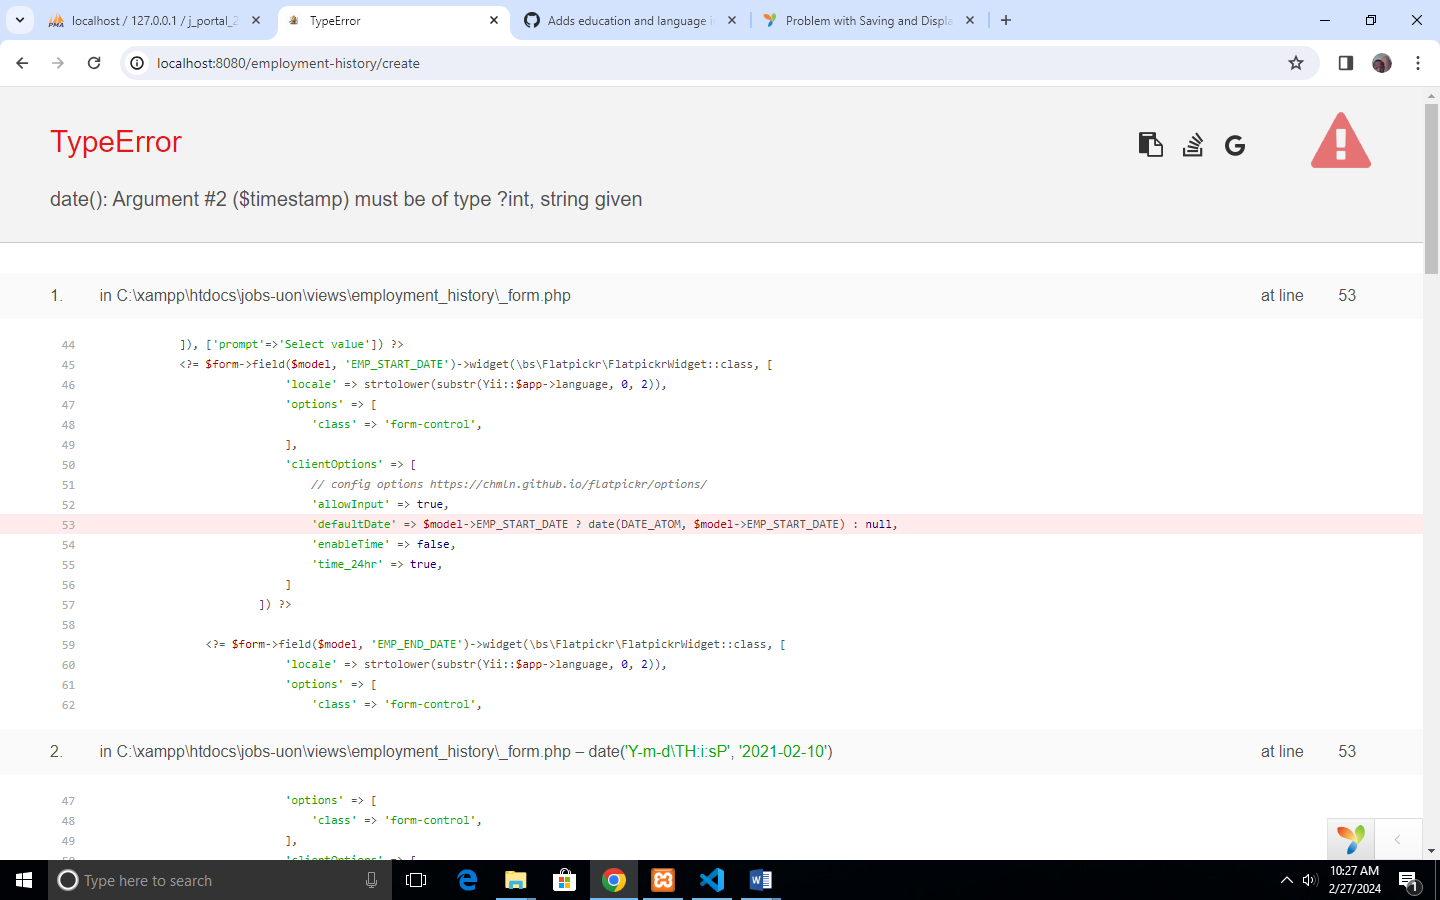 localhost / 127.0.0.1 / j_portal_2
TypeError
Adds education and language i
Problem with Saving and Displa
localhost:8080/employment-history/create
TypeError
date(): Argument #2 ($timestamp) must be of type ?int, string given
1. in C:\xampp\htdocs\jobs-uon\views\employment_history\_form.php at line 53
44 ]), ['prompt'=>'Select value']) ?>
45 <?= $form->field($model, 'EMP_START_DATE')->widget(\bs\Flatpickr\FlatpickrWidget::class, [
46 'locale' => strtolower(substr(Yii::$app->language, 0, 2)),
47 'options' => [
48 'class' => 'form-control',
49 ],
50 'clientOptions' => [
51 // config options https://chmln.github.io/flatpickr/options/
52 'allowInput' => true,
53 'defaultDate' => $model->EMP_START_DATE ? date(DATE_ATOM, $model->EMP_START_DATE) : null,
54 'enableTime' => false,
55 'time_24hr' => true,
56 ]
57 ]) ?>
58
59 <?= $form->field($model, 'EMP_END_DATE')->widget(\bs\Flatpickr\FlatpickrWidget::class, [
60 'locale' => strtolower(substr(Yii::$app->language, 0, 2)),
61 'options' => [
62 'class' => 'form-control',
2. in C:\xampp\htdocs\jobs-uon\views\employment_history\_form.php – date('Y-m-d\TH:i:sP', '2021-02-10') at line 53
47 'options' => [
48 'class' => 'form-control',
49 ],
50 'clientOptions' => [
Type here to search
10:27 AM
2/27/2024
1